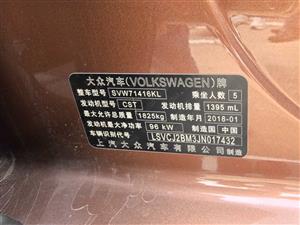 大众汽车(VOLKSWAGEN)牌
整车型号 SVW71416KL 乘坐人数 5
发动机型号 CST 发动机排量 1395 mL
最大允许总质量 1825kg 制造年月 2018-01
发动机最大净功率 96 kW 制造国 中国
车辆识别代号 LSVCJ2BM3JN017432
上汽大众汽车有限公司制造